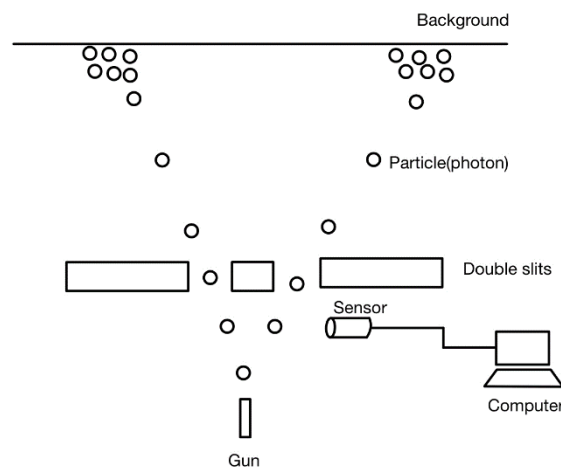 Background
Particle(photon)
Double slits
Sensor
Computer
Gun